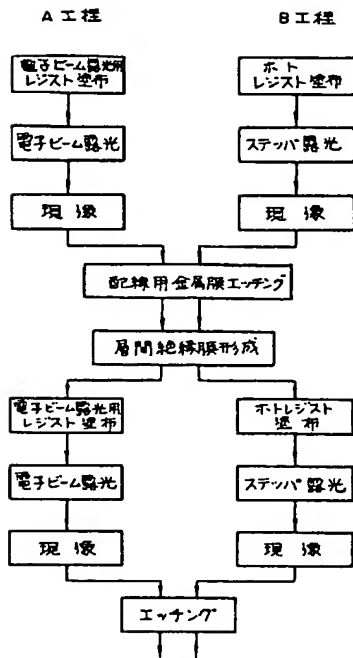 A工程
B工程
電子ビーム露光用
レジスト塗布
ホト
レジスト塗布
電子ビーム露光
ステッパ露光
現像
現像
配線用金属膜エッチング
層間絶縁膜形成
電子ビーム露光用
レジスト塗布
ホトレジスト
塗布
電子ビーム露光
ステッパ露光
現像
現像
エッチング